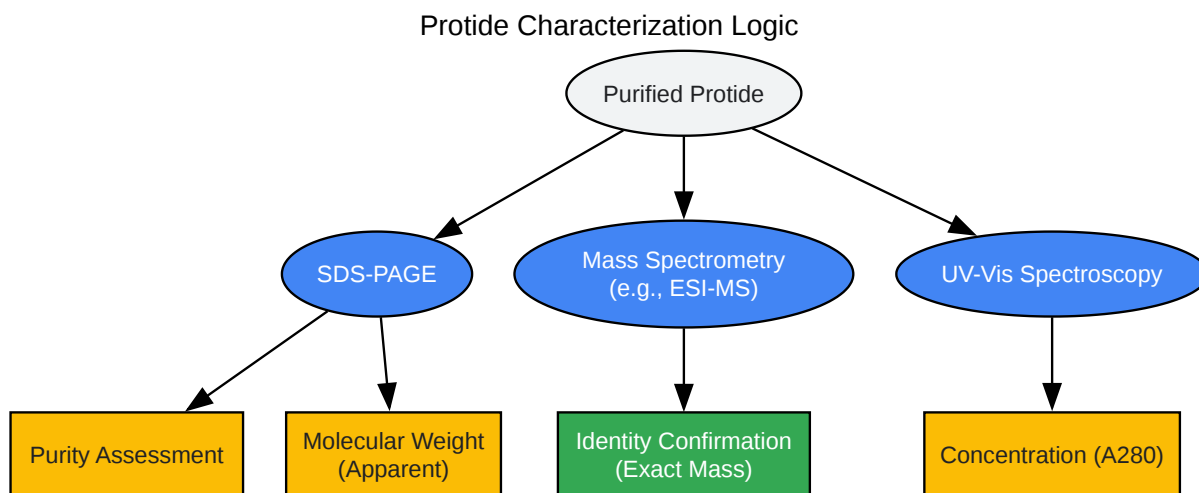 Protide Characterization Logic
Purified Protide
SDS-PAGE
Mass Spectrometry
(e.g., ESI-MS)
UV-Vis Spectroscopy
Purity Assessment
Molecular Weight
(Apparent)
Identity Confirmation
(Exact Mass)
Concentration (A280)